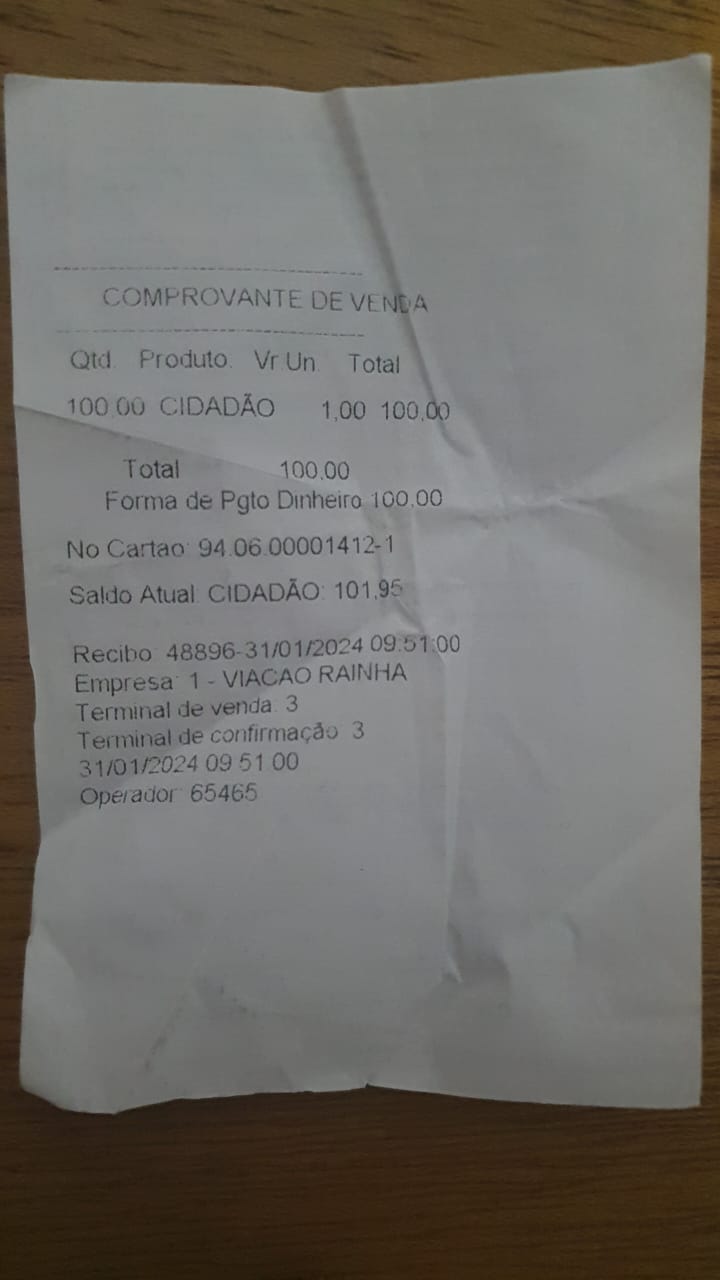 COMPROVANTE DE VENDA
Qtd. Produto. Vr.Un. Total
100,00 CIDADÃO 1,00 100,00
Total 100,00
Forma de Pgto Dinheiro 100,00
No Cartao: 94.06.00001412-1
Saldo Atual: CIDADÃO: 101,95
Recibo: 48896-31/01/2024 09:51:00
Empresa: 1 - VIACAO RAINHA
Terminal de venda: 3
Terminal de confirmação: 3
31/01/2024 09:51:00
Operador: 65465